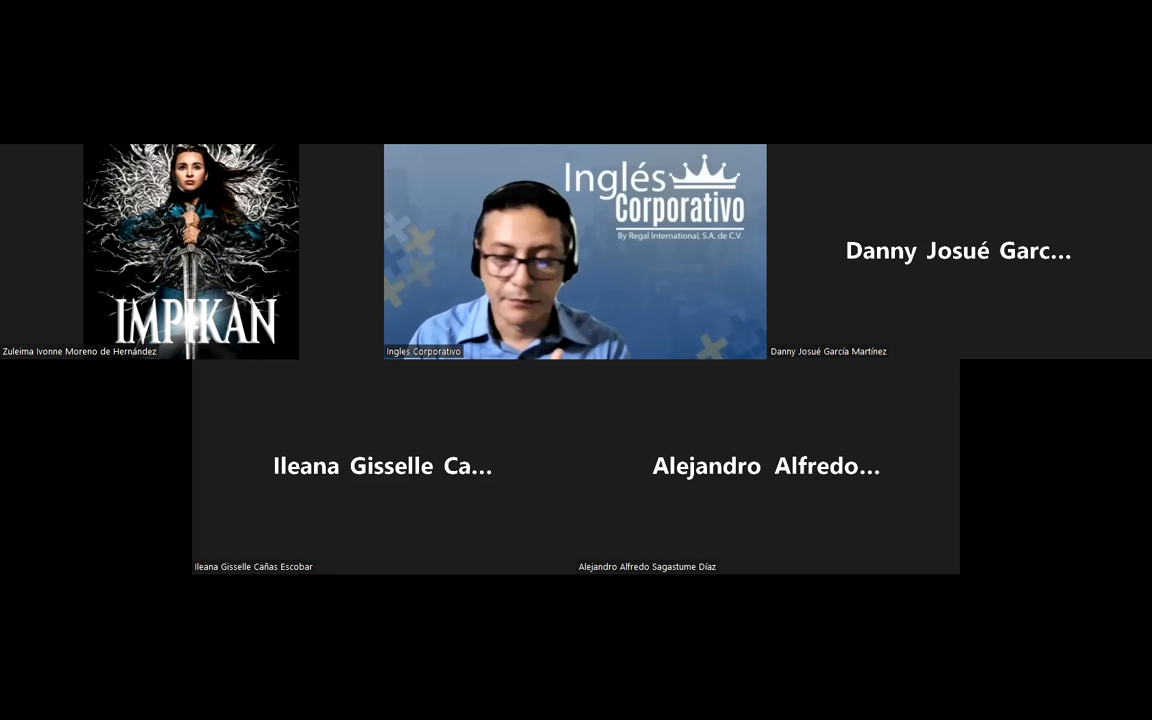 IMPIKAN
Zuleima Ivonne Moreno de Hernández
Inglés
Corporativo
By Regal International, S.A. de C.V.
Ingles Corporativo
Danny Josué Garc...
Danny Josué García Martínez
Ileana Gisselle Ca...
Ileana Gisselle Cañas Escobar
Alejandro Alfredo...
Alejandro Alfredo Sagastume Díaz